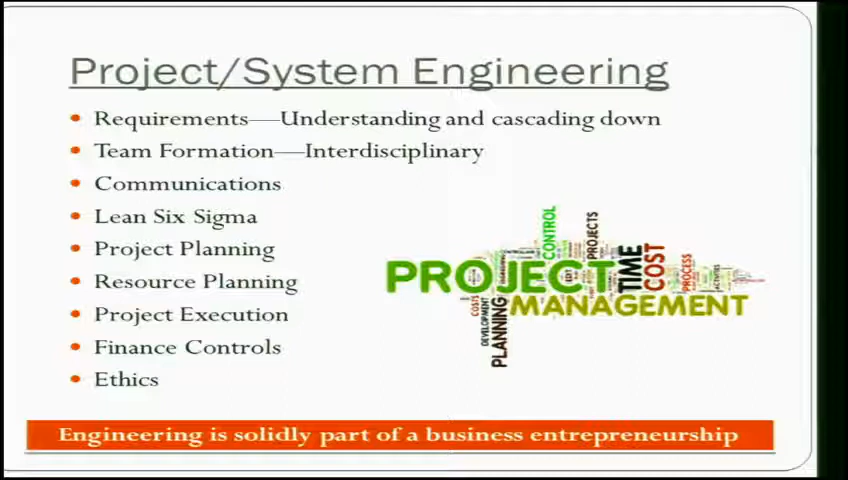 Project/System Engineering
Requirements—Understanding and cascading down
Team Formation—Interdisciplinary
Communications
Lean Six Sigma
Project Planning
Resource Planning
Project Execution
Finance Controls
Ethics
CONTROL
PROJECTS
PROJECT
TIME
COST
PROCESS
COSTS
DEVELOPMENT
PLANNING
MANAGEMENT
Engineering is solidly part of a business entrepreneurship